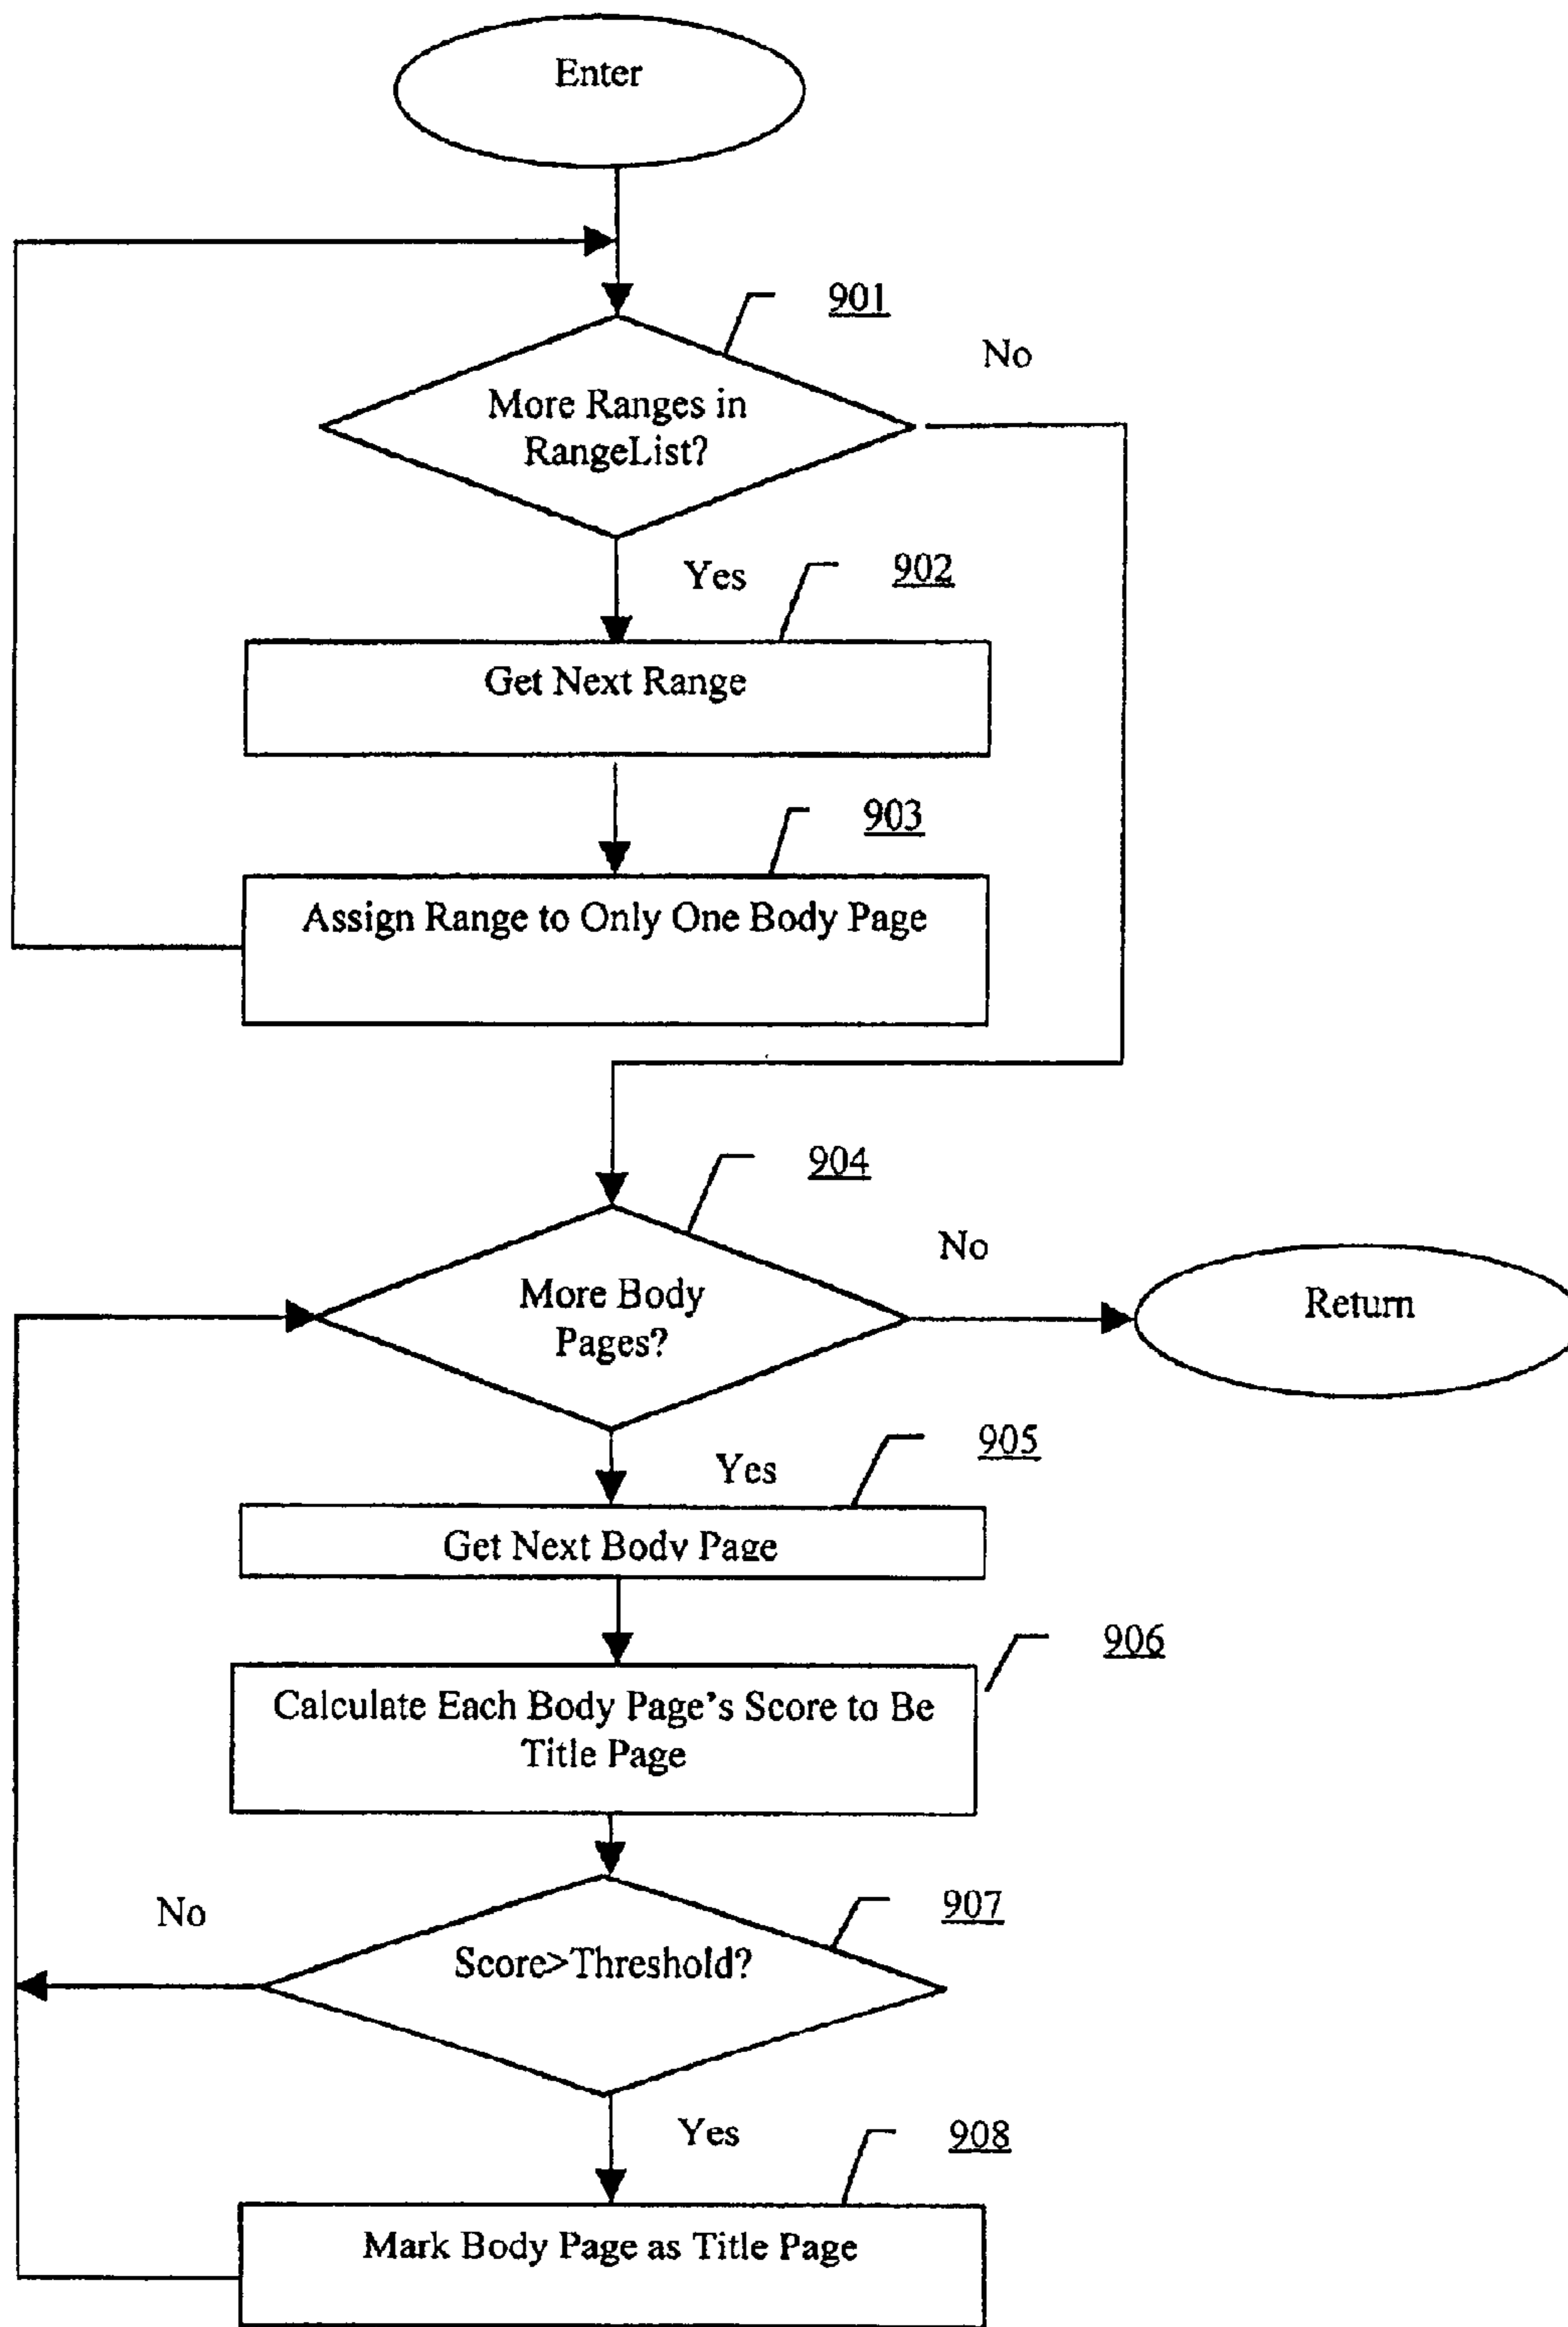 Enter
901
No
More Ranges in
RangeList?
Yes
902
Get Next Range
903
Assign Range to Only One Body Page
904
No
More Body
Pages?
Return
Yes
905
Get Next Body Page
906
Calculate Each Body Page's Score to Be
Title Page
No
907
Score>Threshold?
Yes
908
Mark Body Page as Title Page